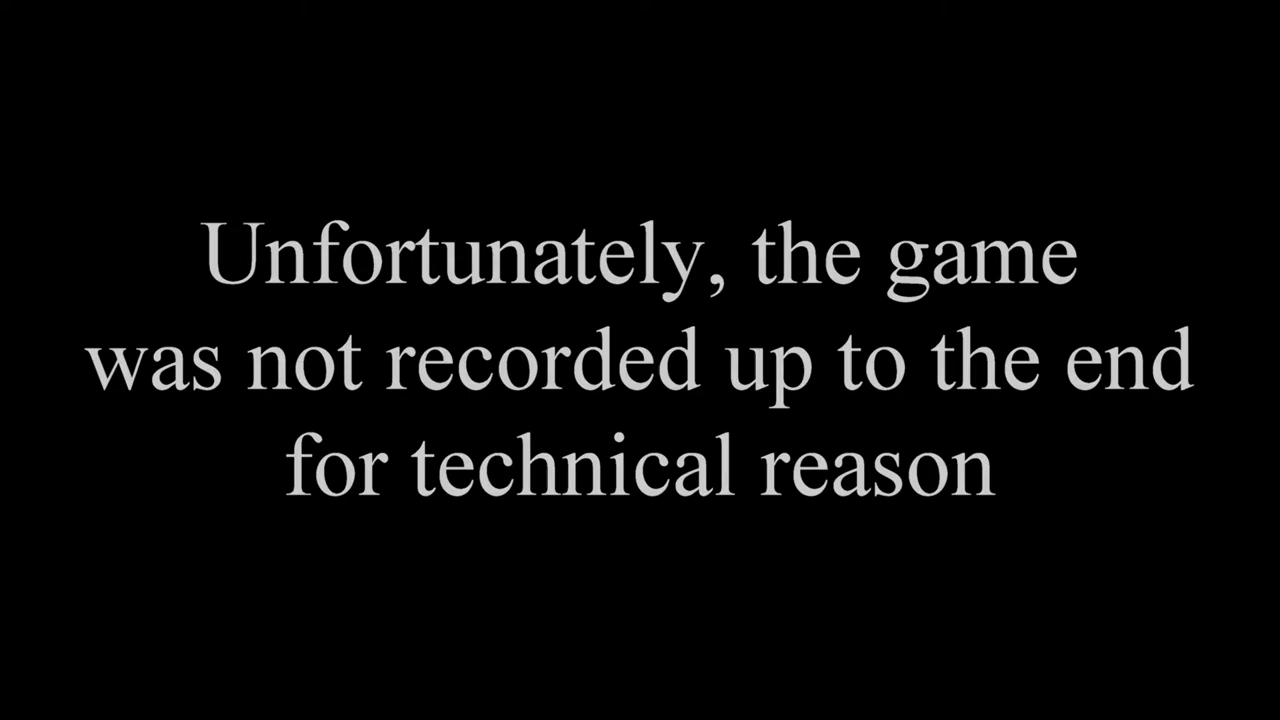 Unfortunately, the game
was not recorded up to the end
for technical reason